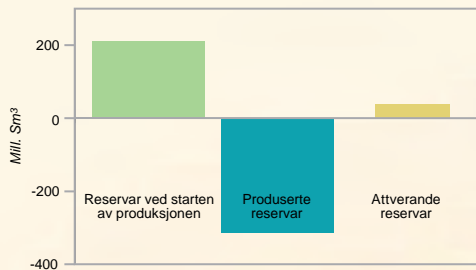 200
0
-200
-400
Mill. Sm³
Reservar ved starten
av produksjonen
Produserte
reservar
Attverande
reservar